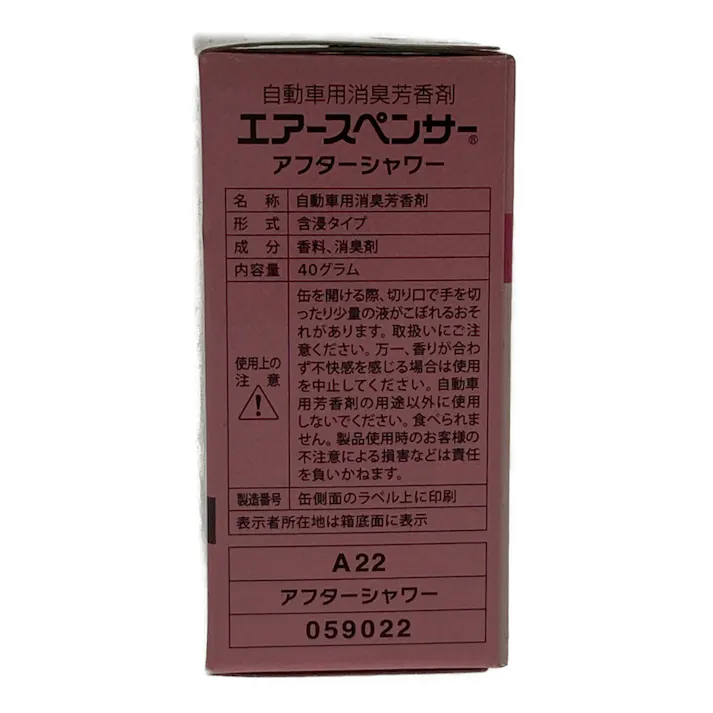 自動車用消臭芳香剤
エアースペンサー®
アフターシャワー
名 称 自動車用消臭芳香剤
形 式 含浸タイプ
成 分 香料、消臭剤
内容量 40グラム
使用上の
注 意
缶を開ける際、切り口で手を切
ったり少量の液がこぼれるおそ
れがあります。取扱いにご注
意ください。万一、香りが合わ
ず不快感を感じる場合は使用
を中止してください。自動車
用芳香剤の用途以外に使用
しないでください。食べられま
せん。製品使用時のお客様の
不注意による損害などは責任
を負いかねます。
製造番号 缶側面のラベル上に印刷
表示者所在地は箱底面に表示
A22
アフターシャワー
059022